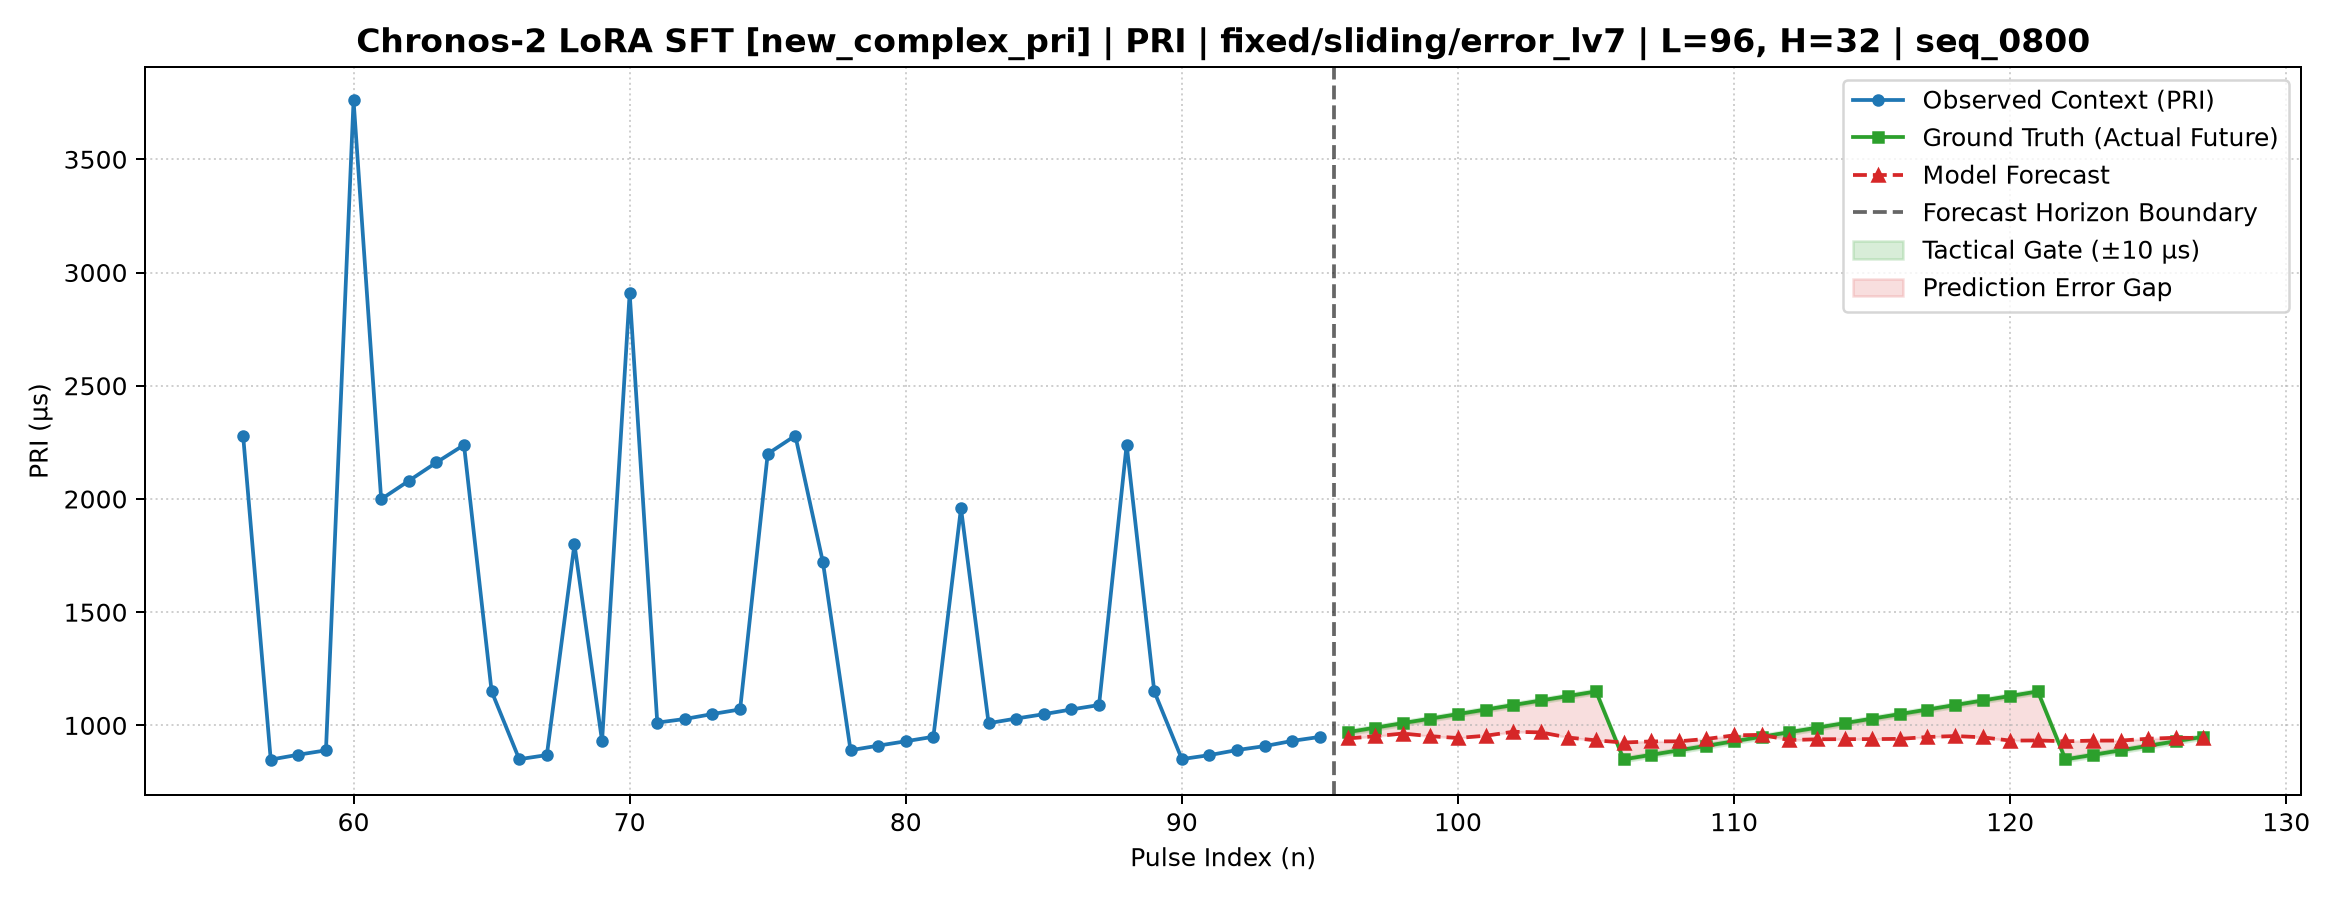 Chronos-2 LoRA SFT [new_complex_pri] | PRI | fixed/sliding/error_lv7 | L=96, H=32 | seq_0800
Observed Context (PRI)
Ground Truth (Actual Future)
Model Forecast
Forecast Horizon Boundary
Tactical Gate (±10 μs)
Prediction Error Gap
PRI (μs)
3500
3000
2500
2000
1500
1000
60 70 80 90 100 110 120 130
Pulse Index (n)